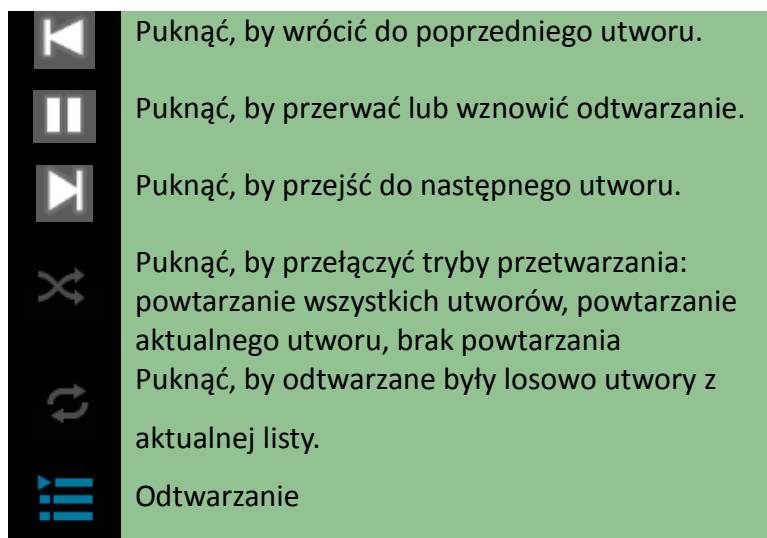 Puknąć, by wrócić do poprzedniego utworu.
Puknąć, by przerwać lub wznowić odtwarzanie.
Puknąć, by przejść do następnego utworu.
Puknąć, by przełączyć tryby przetwarzania:
powtarzanie wszystkich utworów, powtarzanie
aktualnego utworu, brak powtarzania
Puknąć, by odtwarzane były losowo utwory z
aktualnej listy.
Odtwarzanie